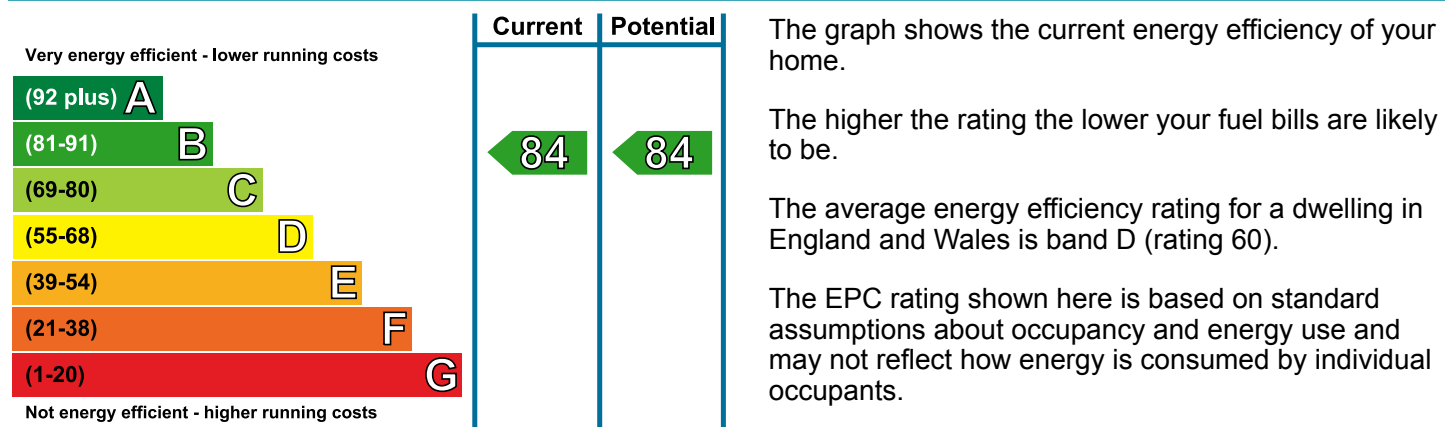 Current Potential
Very energy efficient - lower running costs
(92 plus) A
(81-91) B
84 84
(69-80) C
(55-68) D
(39-54) E
(21-38) F
(1-20) G
Not energy efficient - higher running costs
The graph shows the current energy efficiency of your
home.
The higher the rating the lower your fuel bills are likely
to be.
The average energy efficiency rating for a dwelling in
England and Wales is band D (rating 60).
The EPC rating shown here is based on standard
assumptions about occupancy and energy use and
may not reflect how energy is consumed by individual
occupants.